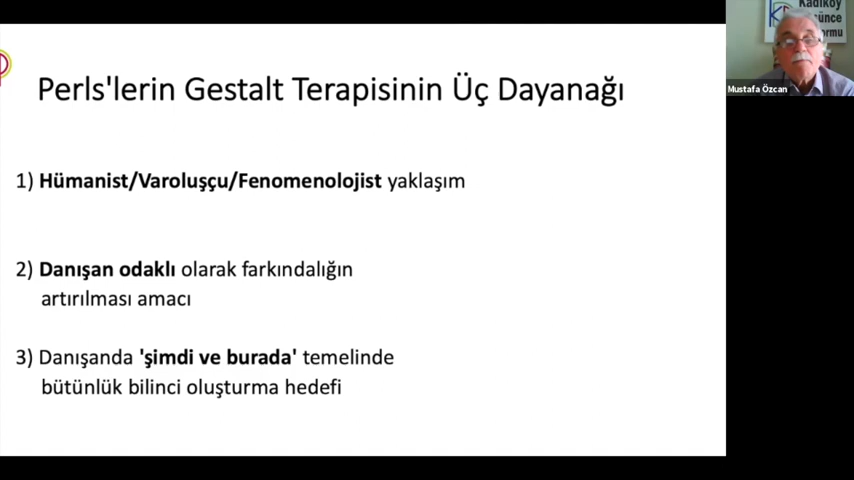 Perls'lerin Gestalt Terapisinin Üç Dayanağı
1) Hümanist/Varoluşçu/Fenomenolojist yaklaşım
2) Danışan odaklı olarak farkındalığın
artırılması amacı
3) Danışanda 'şimdi ve burada' temelinde
bütünlük bilinci oluşturma hedefi
Kadıköy
Mustafa Özcan